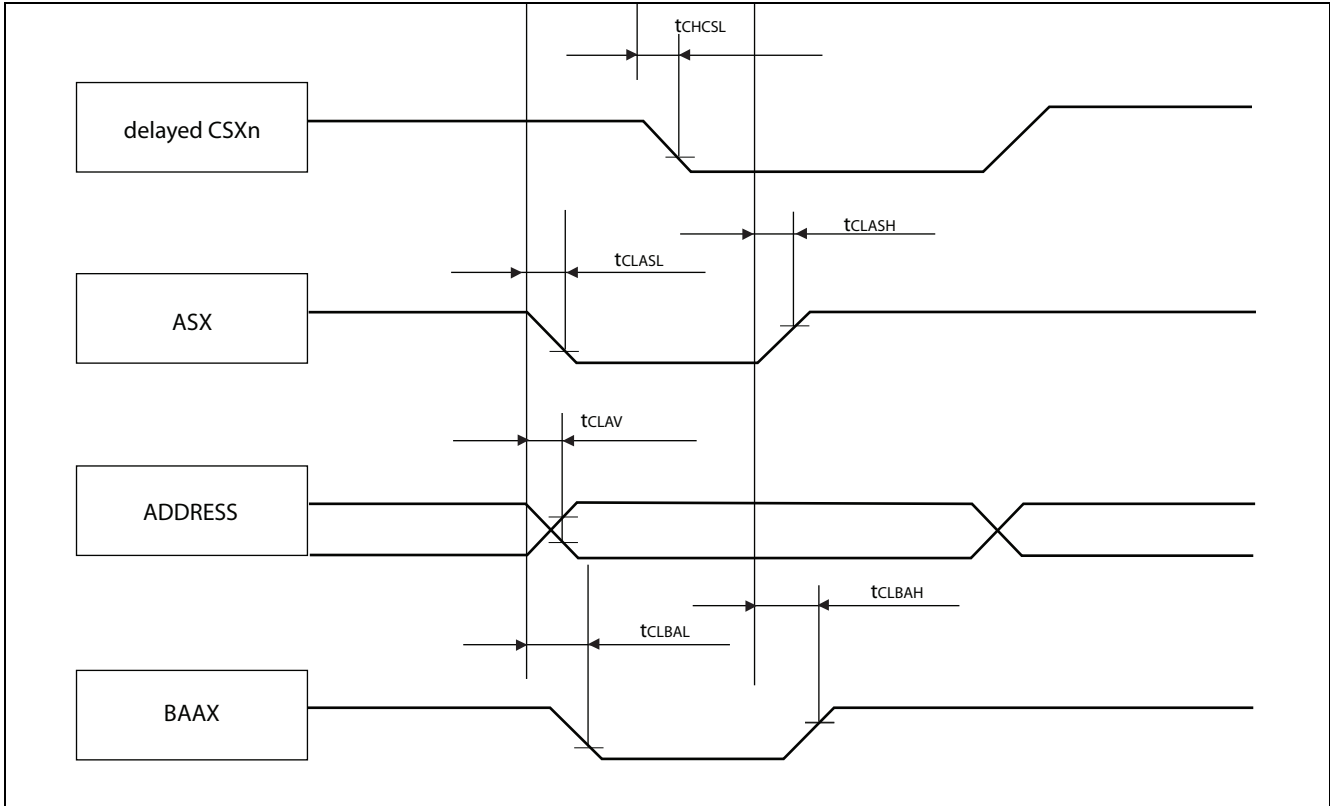 tCHCSL
delayed CSXn
tCLASH
tCLASL
ASX
tCLAV
ADDRESS
tCLBAH
tCLBAL
BAAX